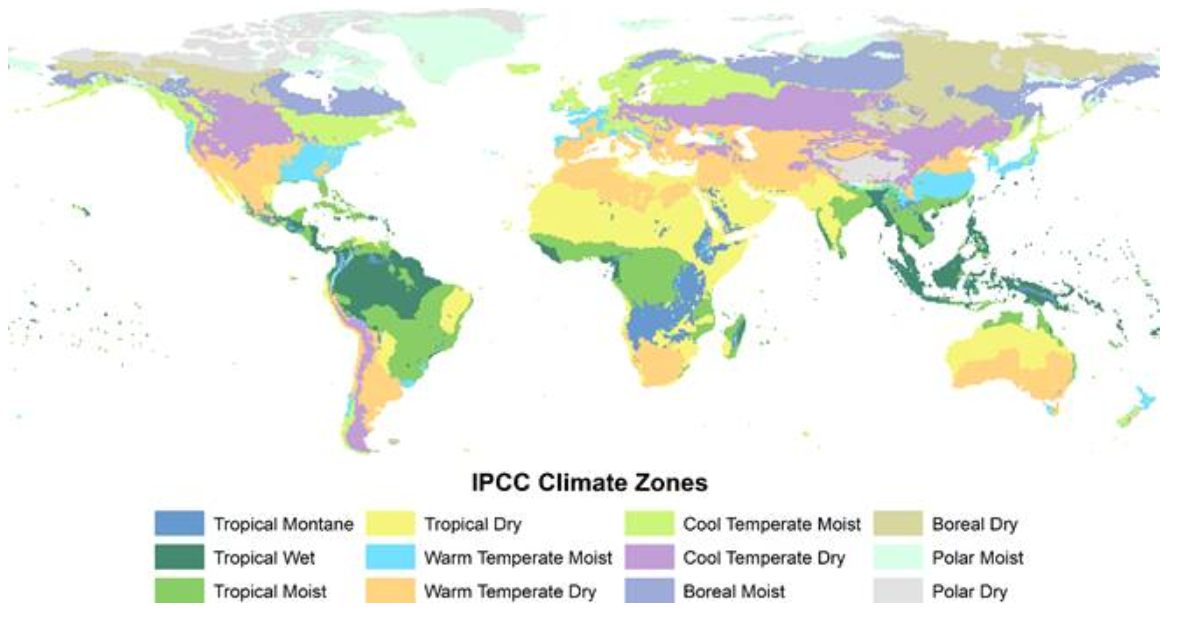 IPCC Climate Zones
Tropical Montane
Tropical Dry
Cool Temperate Moist
Boreal Dry
Tropical Wet
Warm Temperate Moist
Cool Temperate Dry
Polar Moist
Tropical Moist
Warm Temperate Dry
Boreal Moist
Polar Dry